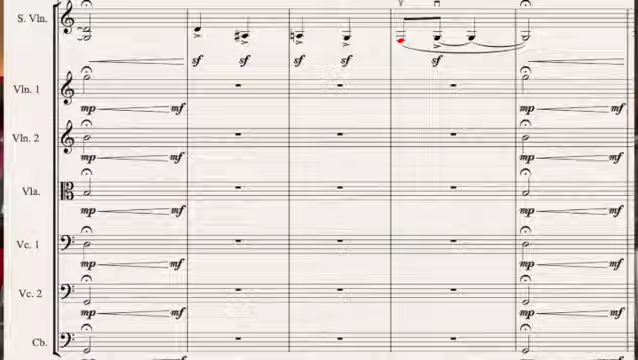 S. Vln.
sf sf sf sf sf
Vln. 1
mp mf mp mf
Vln. 2
mp mf mp mf
Vla.
mp mf mp mf
Vc. 1
mp mf mp mf
Vc. 2
mp mf mp mf
Cb.